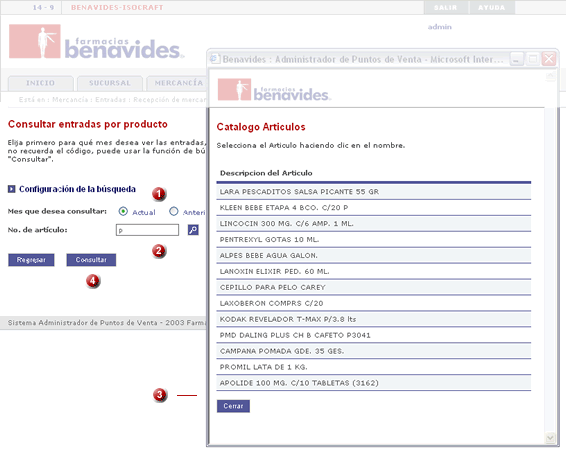 14 - 9 BENAVIDES-ISOCRAFT SALIR AYUDA
admin
farmacias
benavides
INICIO SUCURSAL MERCANCÍA
Está en : Mercancia : Entradas : Recepción de mercan
Consultar entradas por producto
Elija primero para qué mes desea ver las entradas,
no recuerda el código, puede usar la función de bú
"Consultar".
Configuración de la búsqueda
1
Mes que desea consultar: Actual Anteri
No. de artículo: p
2
Regresar Consultar
4
Sistema Administrador de Puntos de Venta - 2003 Farma
3
Benavides : Administrador de Puntos de Venta - Microsoft Inter...
farmacias
benavides
Catalogo Articulos
Selecciona el Articulo haciendo clic en el nombre.
Descripcion del Articulo
LARA PESCADITOS SALSA PICANTE 55 GR
KLEEN BEBE ETAPA 4 BCO. C/20 P
LINCOCIN 300 MG. C/6 AMP. 1 ML.
PENTREXYL GOTAS 10 ML.
ALPES BEBE AGUA GALON.
LANOXIN ELIXIR PED. 60 ML.
CEPILLO PARA PELO CAREY
LAXOBERON COMPRS C/20
KODAK REVELADOR T-MAX P/3.8 lts
PMD DALING PLUS CH B CAFETO P3041
CAMPANA POMADA GDE. 35 GES.
PROMIL LATA DE 1 KG.
APOLIDE 100 MG. C/10 TABLETAS (3162)
Cerrar